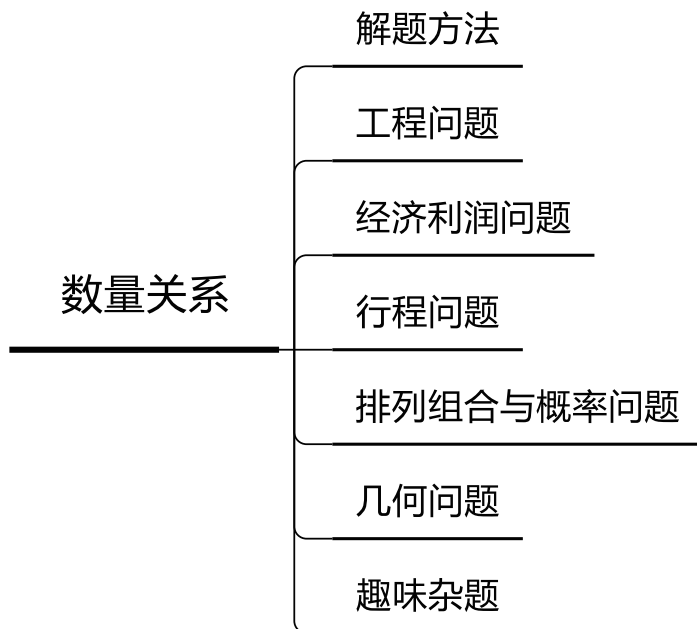 解题方法
工程问题
经济利润问题
数量关系
行程问题
排列组合与概率问题
几何问题
趣味杂题